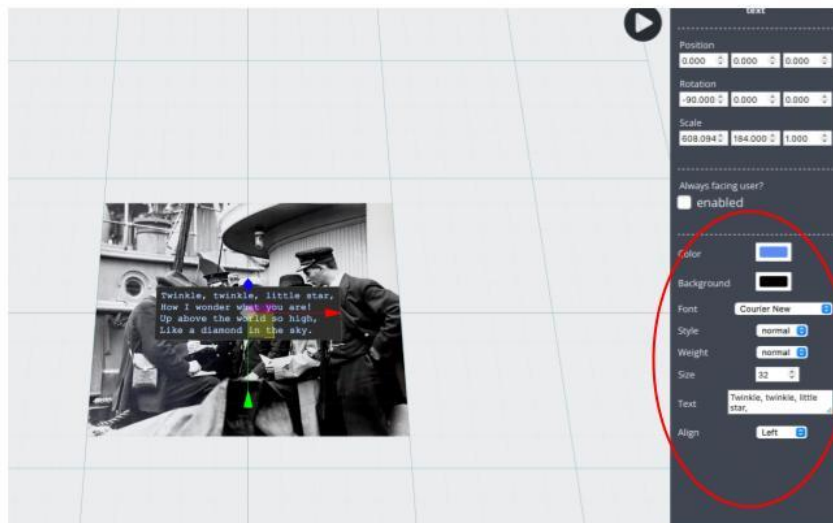 text
Position
0.000 0.000 0.000
Rotation
-90.000 0.000 0.000
Scale
608.094 184.000 1.000
Always facing user?
enabled
Color
Background
Font Courier New
Style normal
Weight normal
Size 32
Text Twinkle, twinkle, little
star,
Align Left
Twinkle, twinkle, little star,
How I wonder what you are!
Up above the world so high,
Like a diamond in the sky.